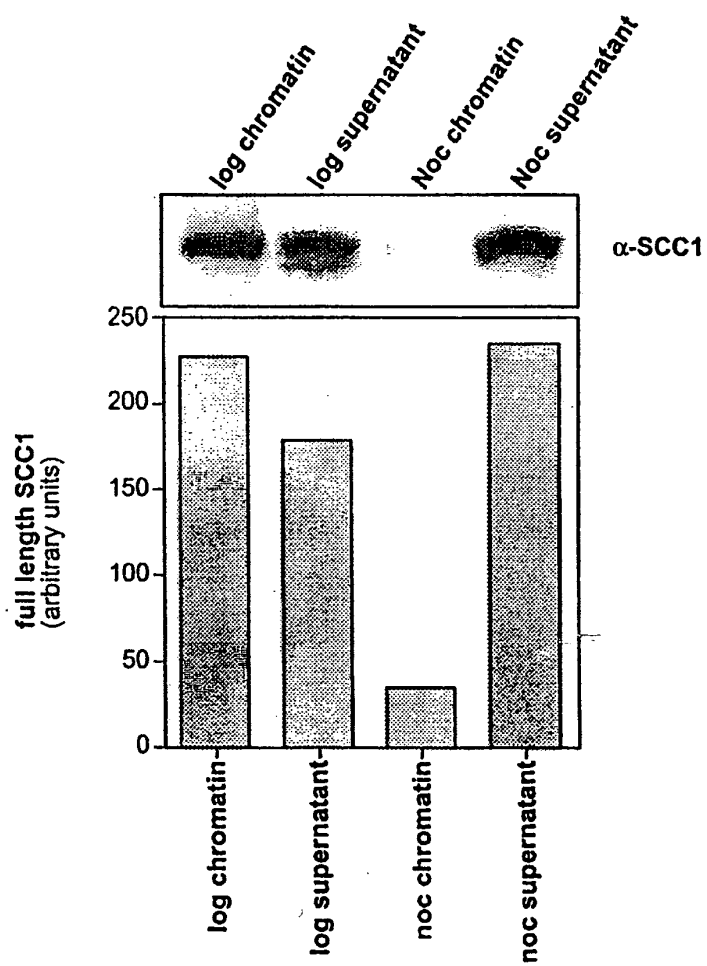 log chromatin
log supernatant
Noc chromatin
Noc supernatant
α-SCC1
250
200
150
100
50
0
full length SCC1
(arbitrary units)
log chromatin
log supernatant
noc chromatin
noc supernatant